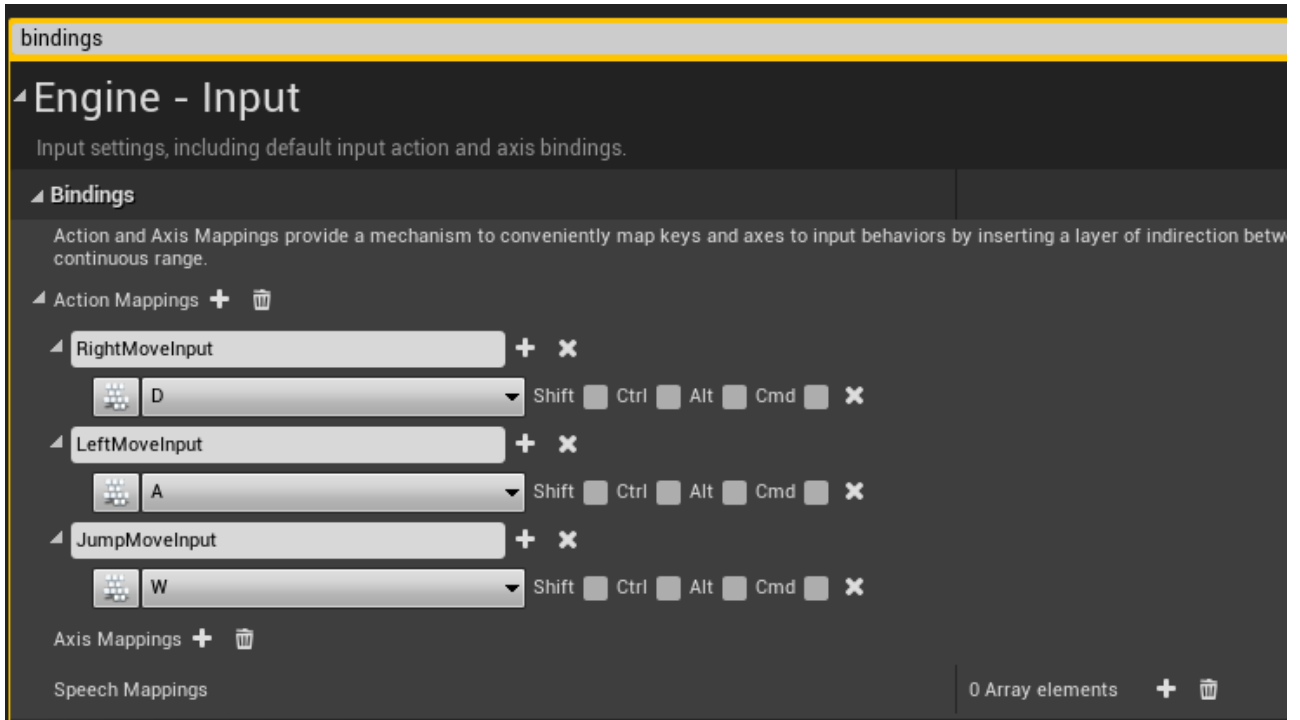 bindings
Engine - Input
Input settings, including default input action and axis bindings.
Bindings
Action and Axis Mappings provide a mechanism to conveniently map keys and axes to input behaviors by inserting a layer of indirection betw
continuous range.
Action Mappings
RightMoveInput
D Shift Ctrl Alt Cmd
LeftMoveInput
A Shift Ctrl Alt Cmd
JumpMoveInput
W Shift Ctrl Alt Cmd
Axis Mappings
Speech Mappings 0 Array elements